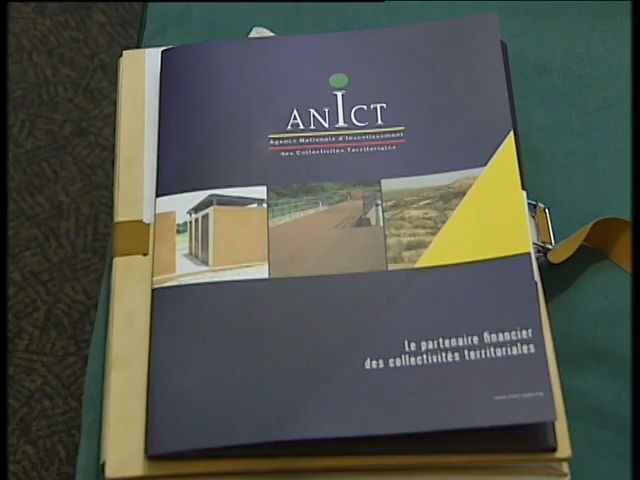 ANICT
Agence Nationale d'Investissement
des Collectivités Territoriales
Le partenaire financier
des collectivités territoriales